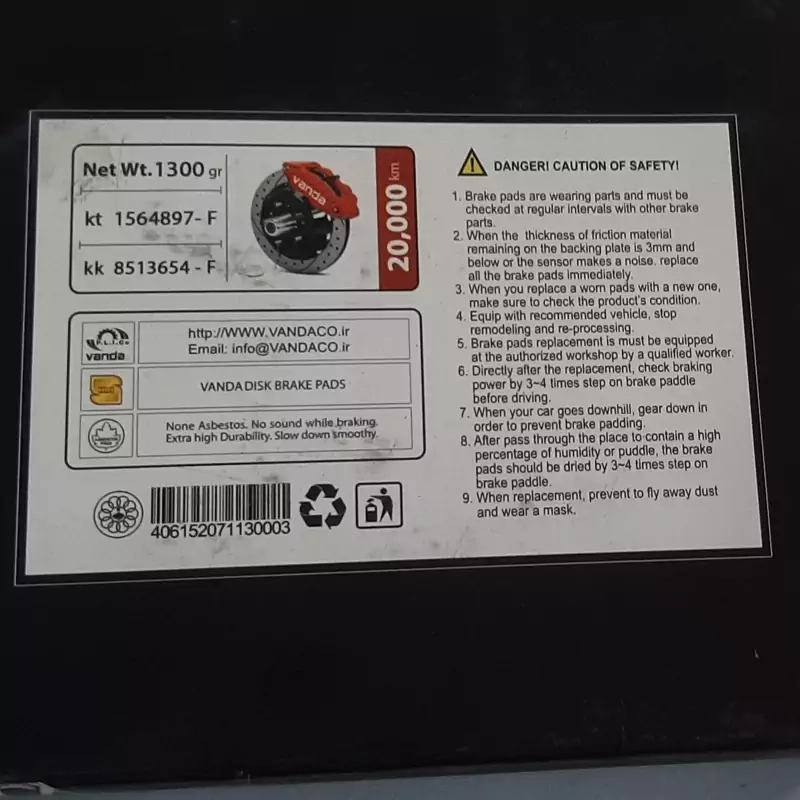 Net Wt.1300 gr
kt 1564897- F
kk 8513654 - F
vanda
20,000 km
http://WWW.VANDACO.ir
Email: info@VANDACO.ir
P.L.I.Co
vanda
VANDA DISK BRAKE PADS
None Asbestos. No sound while braking.
Extra high Durability. Slow down smoothy.
406152071130003
DANGER! CAUTION OF SAFETY!
1. Brake pads are wearing parts and must be
checked at regular intervals with other brake
parts.
2. When the thickness of friction material
remaining on the backing plate is 3mm and
below or the sensor makes a noise. replace
all the brake pads immediately.
3. When you replace a worn pads with a new one,
make sure to check the product's condition.
4. Equip with recommended vehicle, stop
remodeling and re-processing.
5. Brake pads replacement is must be equipped
at the authorized workshop by a qualified worker.
6. Directly after the replacement, check braking
power by 3~4 times step on brake paddle
before driving.
7. When your car goes downhill, gear down in
order to prevent brake padding.
8. After pass through the place to contain a high
percentage of humidity or puddle, the brake
pads should be dried by 3~4 times step on
brake paddle.
9. When replacement, prevent to fly away dust
and wear a mask.